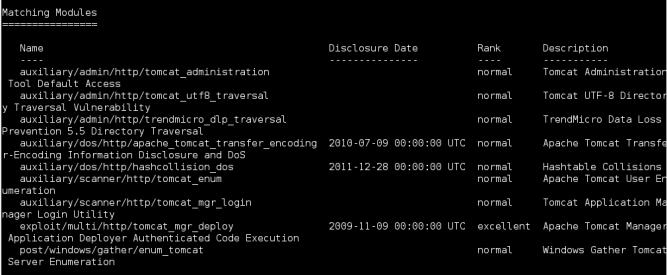 Matching Modules
================
Name Disclosure Date Rank Description
---- --------------- ---- -----------
auxiliary/admin/http/tomcat_administration normal Tomcat Administration
Tool Default Access
auxiliary/admin/http/tomcat_utf8_traversal normal Tomcat UTF-8 Director
y Traversal Vulnerability
auxiliary/admin/http/trendmicro_dlp_traversal normal TrendMicro Data Loss
Prevention 5.5 Directory Traversal
auxiliary/dos/http/apache_tomcat_transfer_encoding 2010-07-09 00:00:00 UTC normal Apache Tomcat Transfe
r-Encoding Information Disclosure and DoS
auxiliary/dos/http/hashcollision_dos 2011-12-28 00:00:00 UTC normal Hashtable Collisions
auxiliary/scanner/http/tomcat_enum normal Apache Tomcat User En
umeration
auxiliary/scanner/http/tomcat_mgr_login normal Tomcat Application Ma
nager Login Utility
exploit/multi/http/tomcat_mgr_deploy 2009-11-09 00:00:00 UTC excellent Apache Tomcat Manager
Application Deployer Authenticated Code Execution
post/windows/gather/enum_tomcat normal Windows Gather Tomcat
Server Enumeration